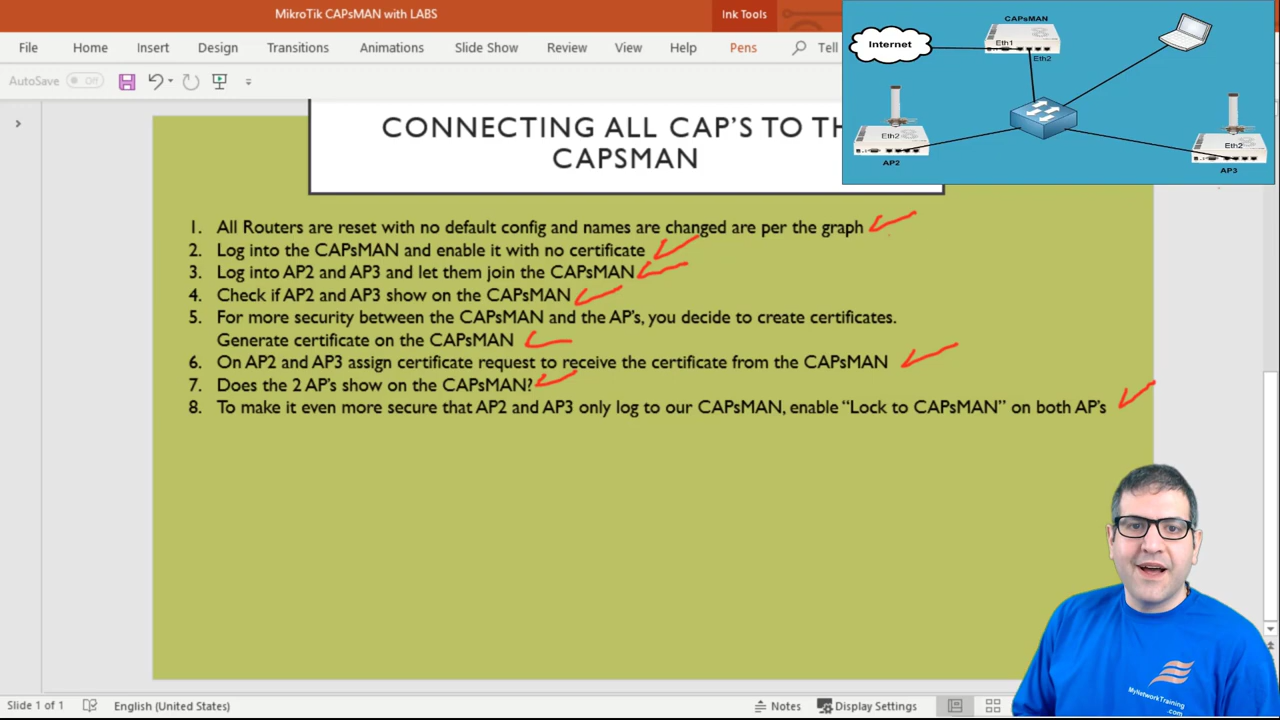 MikroTik CAPsMAN with LABS
Ink Tools
File Home Insert Design Transitions Animations Slide Show Review View Help Pens Tell
AutoSave Off
CAPsMAN
Internet
Eth1
Eth2
Eth2
AP2
Eth2
AP3
CONNECTING ALL CAP'S TO TH
CAPSMAN
1. All Routers are reset with no default config and names are changed are per the graph
2. Log into the CAPsMAN and enable it with no certificate
3. Log into AP2 and AP3 and let them join the CAPsMAN
4. Check if AP2 and AP3 show on the CAPsMAN
5. For more security between the CAPsMAN and the AP's, you decide to create certificates.
Generate certificate on the CAPsMAN
6. On AP2 and AP3 assign certificate request to receive the certificate from the CAPsMAN
7. Does the 2 AP's show on the CAPsMAN?
8. To make it even more secure that AP2 and AP3 only log to our CAPsMAN, enable “Lock to CAPsMAN” on both AP's
MyNetworkTraining
.com
Slide 1 of 1 English (United States) Notes Display Settings